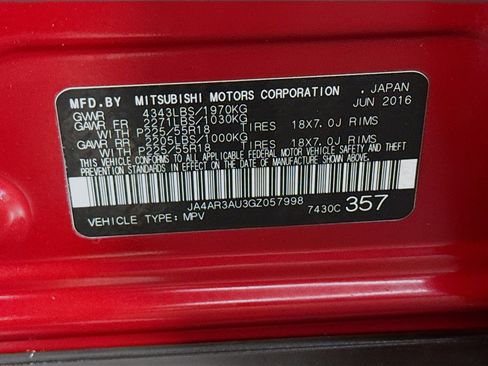 MFD.BY MITSUBISHI MOTORS CORPORATION / JAPAN
GVWR 4343LBS/1970KG JUN 2016
GAWR FR 2271LBS/1030KG
WITH P225/55R18 TIRES 18X7.0J RIMS
GAWR RR 2205LBS/1000KG
WITH P225/55R18 TIRES 18X7.0J RIMS
THIS VEHICLE CONFORMS TO ALL APPLICABLE FEDERAL MOTOR VEHICLE SAFETY, BUMPER, AND THEFT
PREVENTION STANDARDS IN EFFECT ON THE DATE OF MANUFACTURE SHOWN ABOVE.
JA4AR3AU3GZ057998 7430C 357
VEHICLE TYPE: MPV